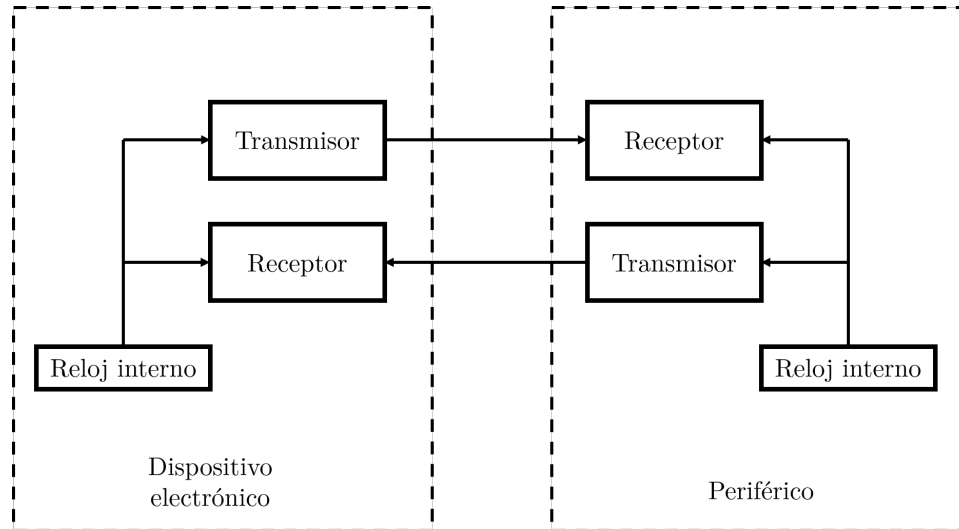 Transmisor
Receptor
Receptor
Transmisor
Reloj interno
Reloj interno
Dispositivo
electrónico
Periférico